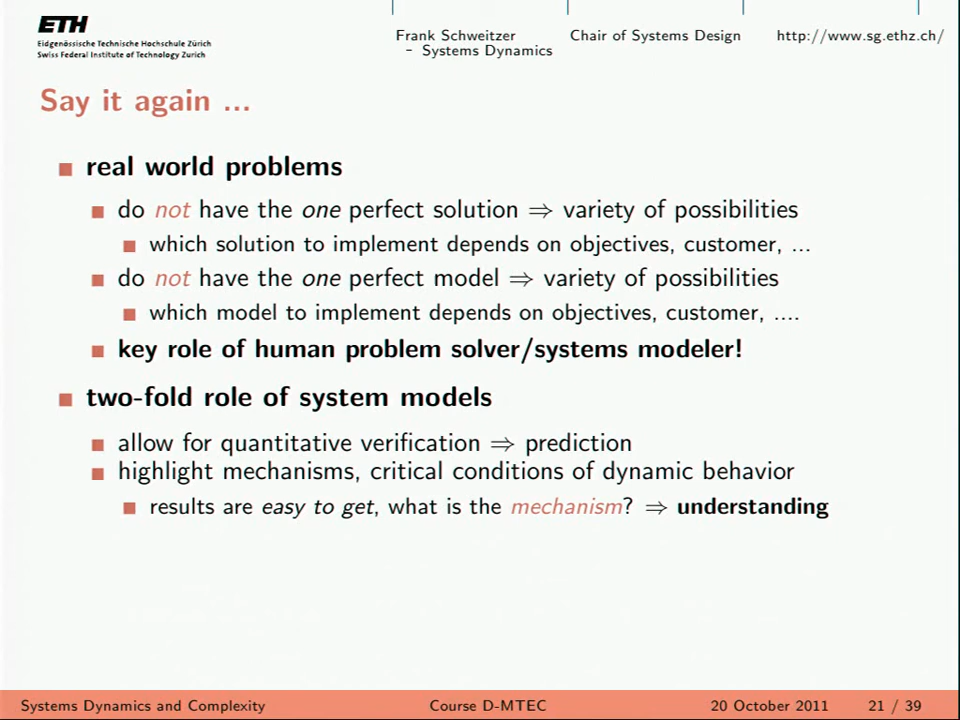 ETH
Eidgenössische Technische Hochschule Zürich
Swiss Federal Institute of Technology Zurich
Frank Schweitzer
– Systems Dynamics
Chair of Systems Design
http://www.sg.ethz.ch/
Say it again ...
real world problems
do not have the one perfect solution ⇒ variety of possibilities
which solution to implement depends on objectives, customer, ...
do not have the one perfect model ⇒ variety of possibilities
which model to implement depends on objectives, customer, ....
key role of human problem solver/systems modeler!
two-fold role of system models
allow for quantitative verification ⇒ prediction
highlight mechanisms, critical conditions of dynamic behavior
results are easy to get, what is the mechanism? ⇒ understanding
Systems Dynamics and Complexity
Course D-MTEC
20 October 2011
21 / 39